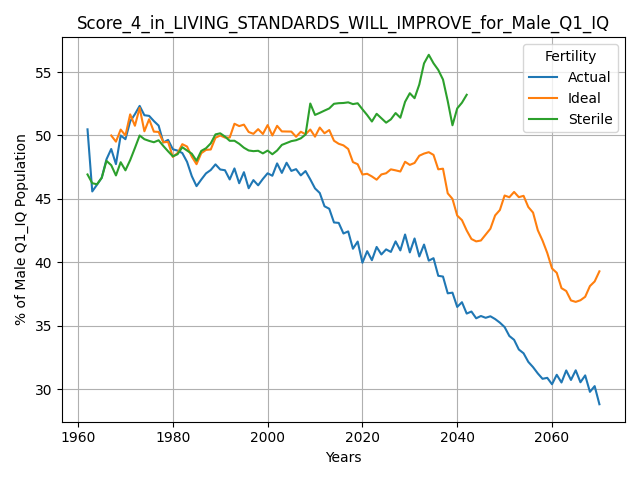 Score_4_in_LIVING_STANDARDS_WILL_IMPROVE_for_Male_Q1_IQ
Fertility
Actual
Ideal
Sterile
% of Male Q1_IQ Population
55
50
45
40
35
30
1960
1980
2000
2020
2040
2060
Years